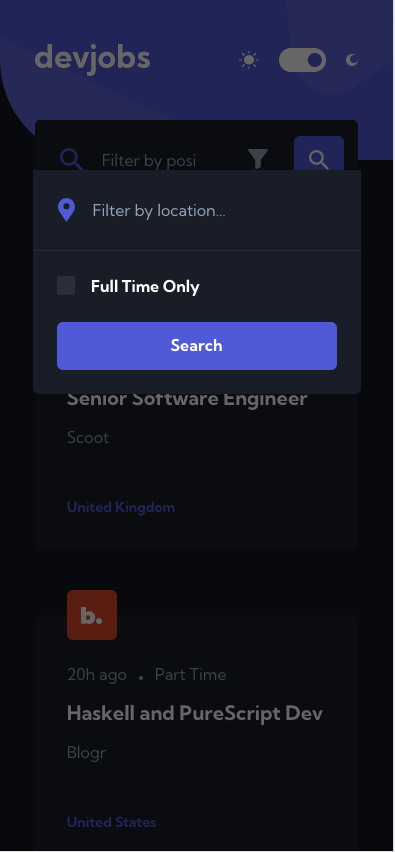 devjobs
Filter by posi
Filter by location...
Full Time Only
Search
Senior Software Engineer
Scoot
United Kingdom
b.
20h ago • Part Time
Haskell and PureScript Dev
Blogr
United States